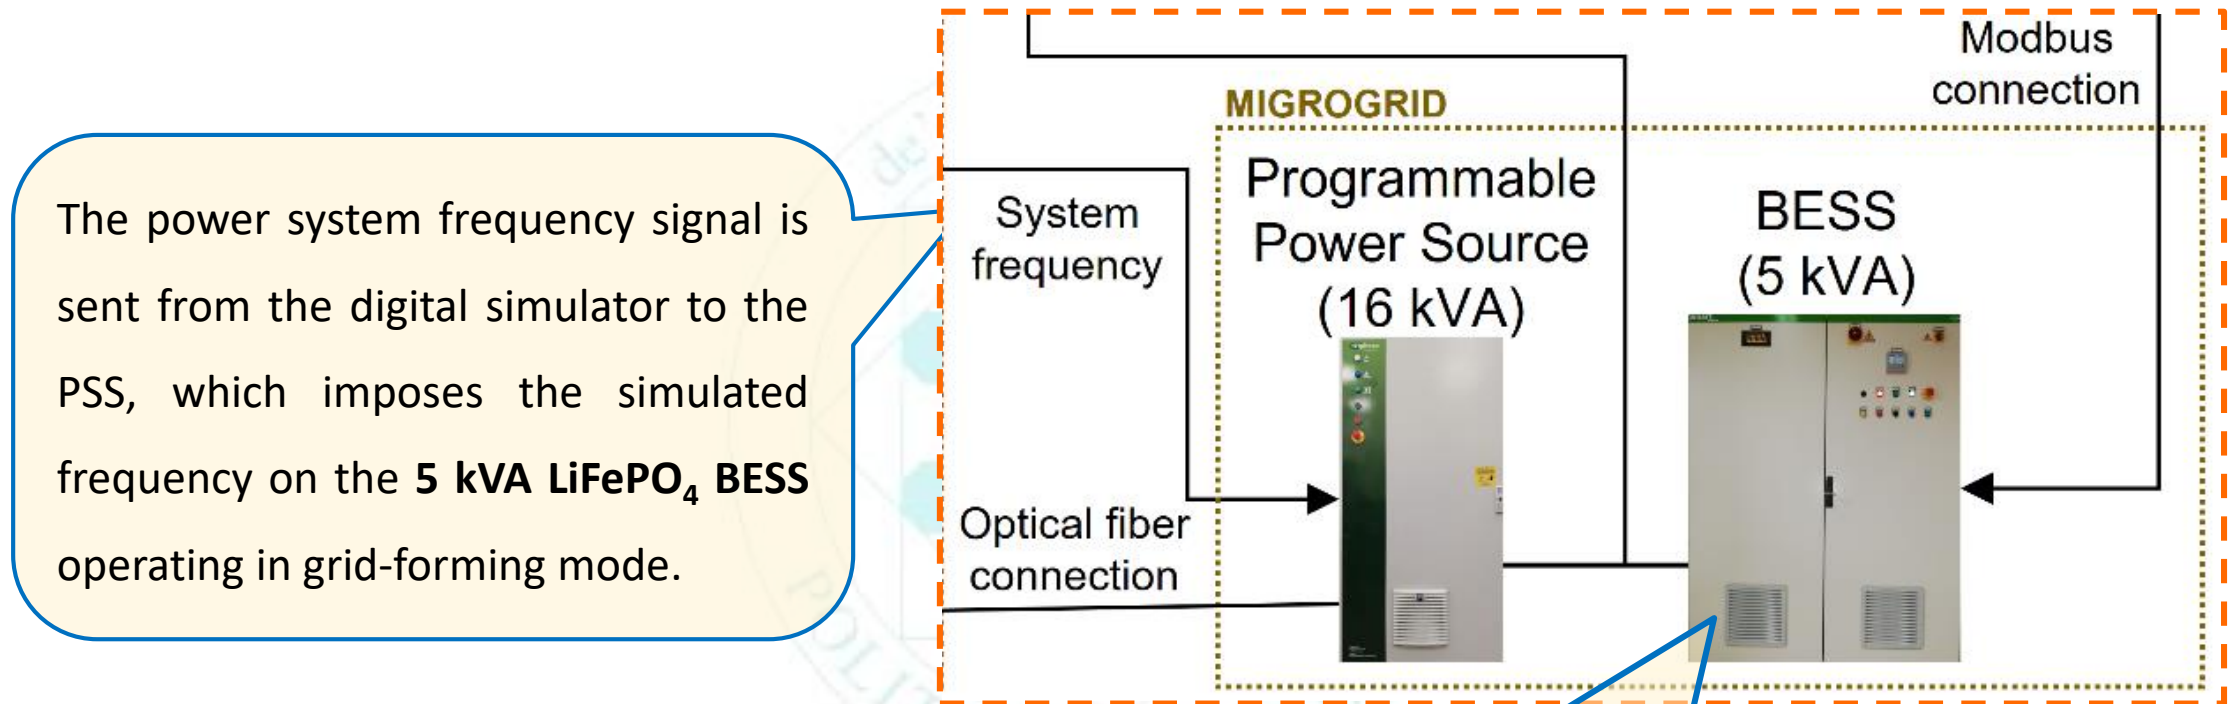 The power system frequency signal is
sent from the digital simulator to the
PSS, which imposes the simulated
frequency on the 5 kVA LiFePO₄ BESS
operating in grid-forming mode.
Modbus
connection
MIGROGRID
System
frequency
Programmable
Power Source
(16 kVA)
BESS
(5 kVA)
Optical fiber
connection
de
POLIT